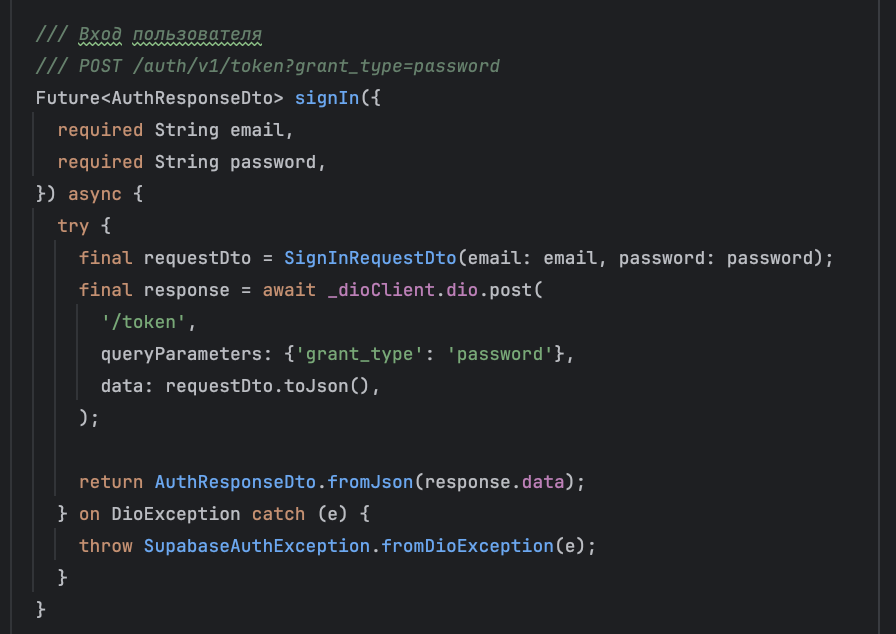 /// Вход пользователя
/// POST /auth/v1/token?grant_type=password
Future<AuthResponseDto> signIn({
  required String email,
  required String password,
}) async {
  try {
    final requestDto = SignInRequestDto(email: email, password: password);
    final response = await _dioClient.dio.post(
      '/token',
      queryParameters: {'grant_type': 'password'},
      data: requestDto.toJson(),
    );

    return AuthResponseDto.fromJson(response.data);
  } on DioException catch (e) {
    throw SupabaseAuthException.fromDioException(e);
  }
}